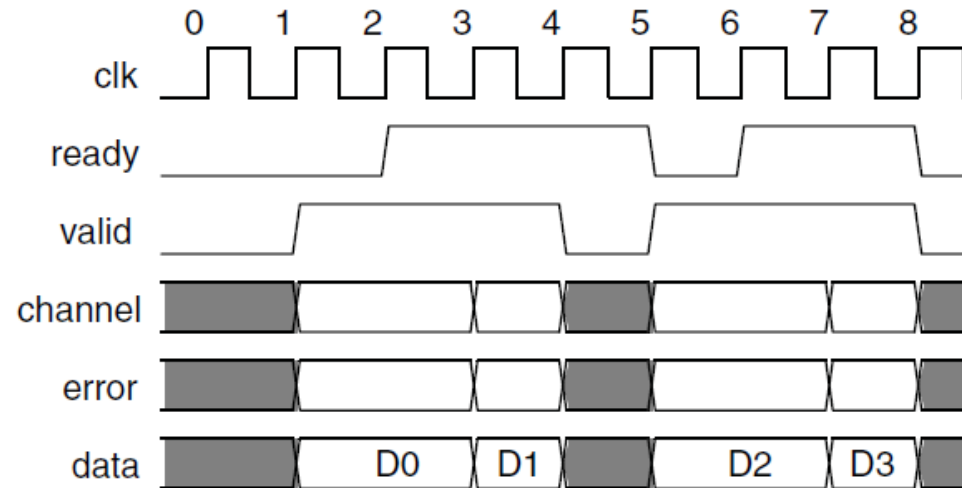 0 1 2 3 4 5 6 7 8
clk
ready
valid
channel
error
data D0 D1 D2 D3